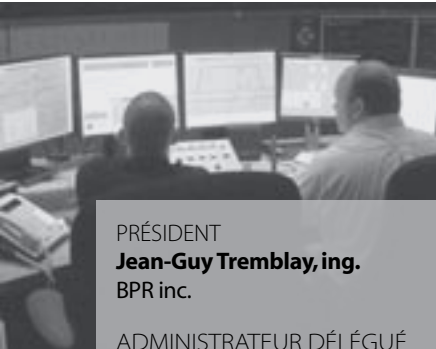 PRÉSIDENT
Jean-Guy Tremblay, ing.
BPR inc.
ADMINISTRATEUR DÉLÉGUÉ